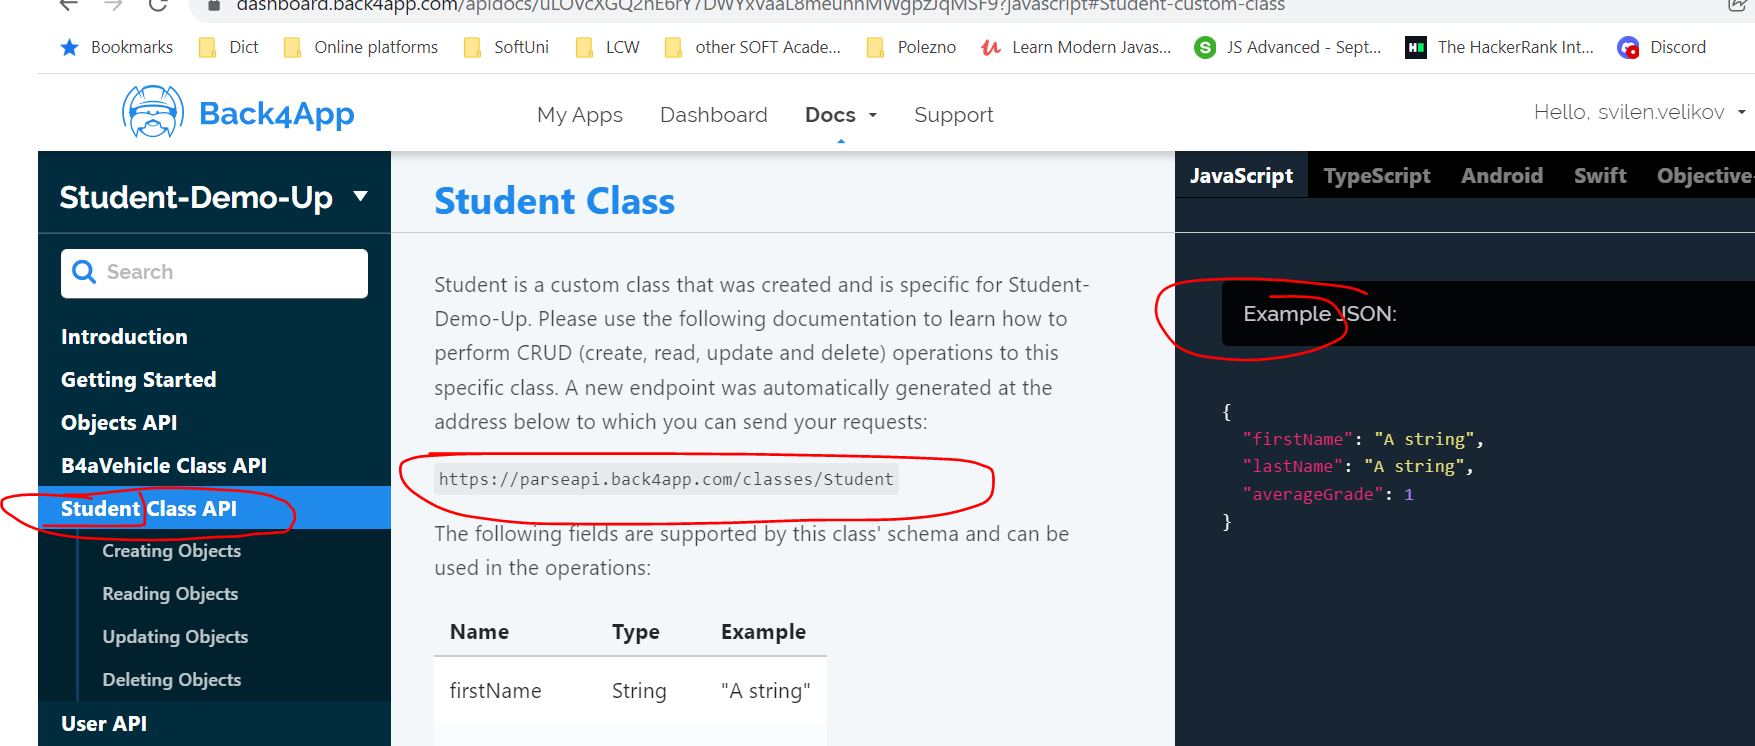 dashboard.back4app.com/apidocs/
Bookmarks Dict Online platforms SoftUni LCW other SOFT Acade... Polezno Learn Modern Javas... JS Advanced - Sept... The HackerRank Int... Discord
Back4App My Apps Dashboard Docs Support Hello, svilen.velikov
Student-Demo-Up
Search
Introduction
Getting Started
Objects API
B4aVehicle Class API
Student Class API
Creating Objects
Reading Objects
Updating Objects
Deleting Objects
User API
Student Class
Student is a custom class that was created and is specific for Student-
Demo-Up. Please use the following documentation to learn how to
perform CRUD (create, read, update and delete) operations to this
specific class. A new endpoint was automatically generated at the
address below to which you can send your requests:
https://parseapi.back4app.com/classes/Student
The following fields are supported by this class' schema and can be
used in the operations:
Name Type Example
firstName String "A string"
JavaScript TypeScript Android Swift Objective-
Example JSON:
{
"firstName": "A string",
"lastName": "A string",
"averageGrade": 1
}